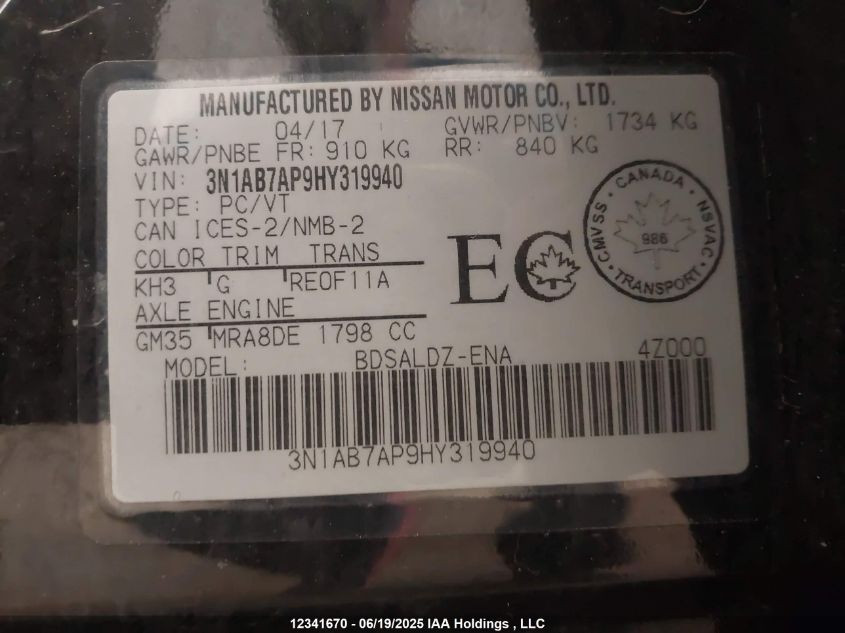 MANUFACTURED BY NISSAN MOTOR CO., LTD.
DATE: 04/17 GVWR/PNBV: 1734 KG
GAWR/PNBE FR: 910 KG RR: 840 KG
VIN: 3N1AB7AP9HY319940
TYPE: PC/VT
CAN ICES-2/NMB-2
COLOR TRIM TRANS
KH3 G RE0F11A
AXLE ENGINE
GM35 MRA8DE 1798 CC
EC
CANADA
CMVSS · NSVAC
986
TRANSPORT
MODEL: BDSALDZ-ENA 4Z000
3N1AB7AP9HY319940
12341670 - 06/19/2025 IAA Holdings , LLC